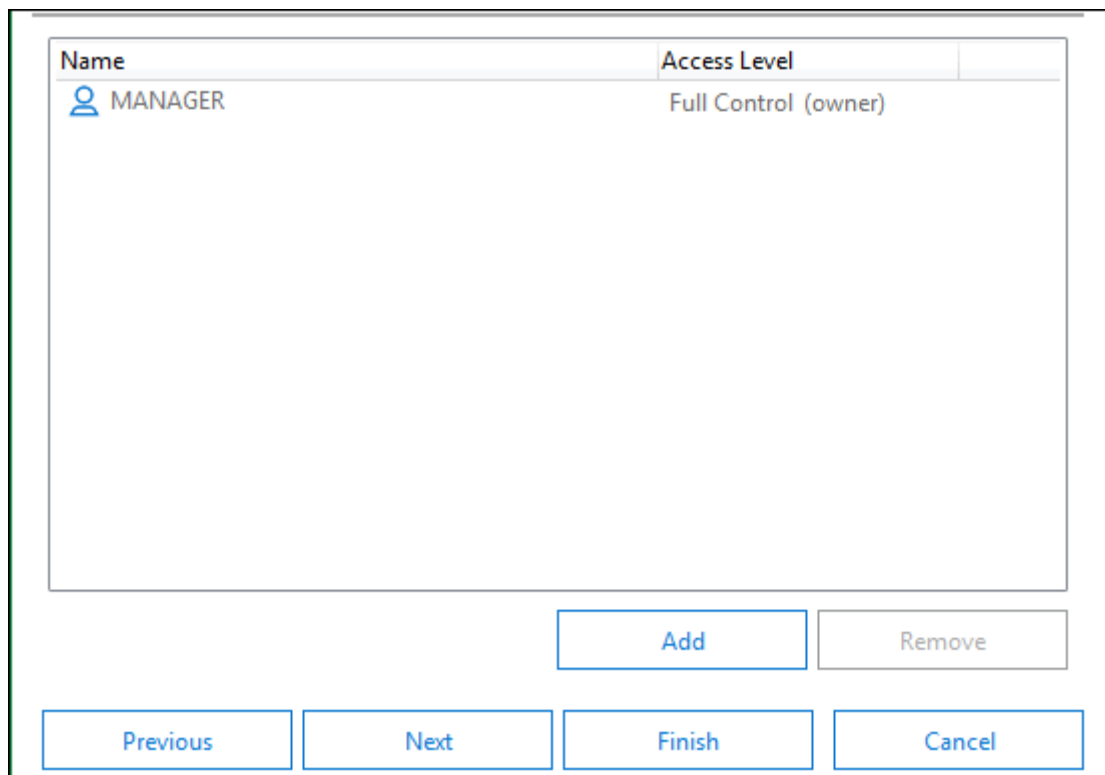 Name Access Level
MANAGER Full Control (owner)
Add Remove
Previous Next Finish Cancel